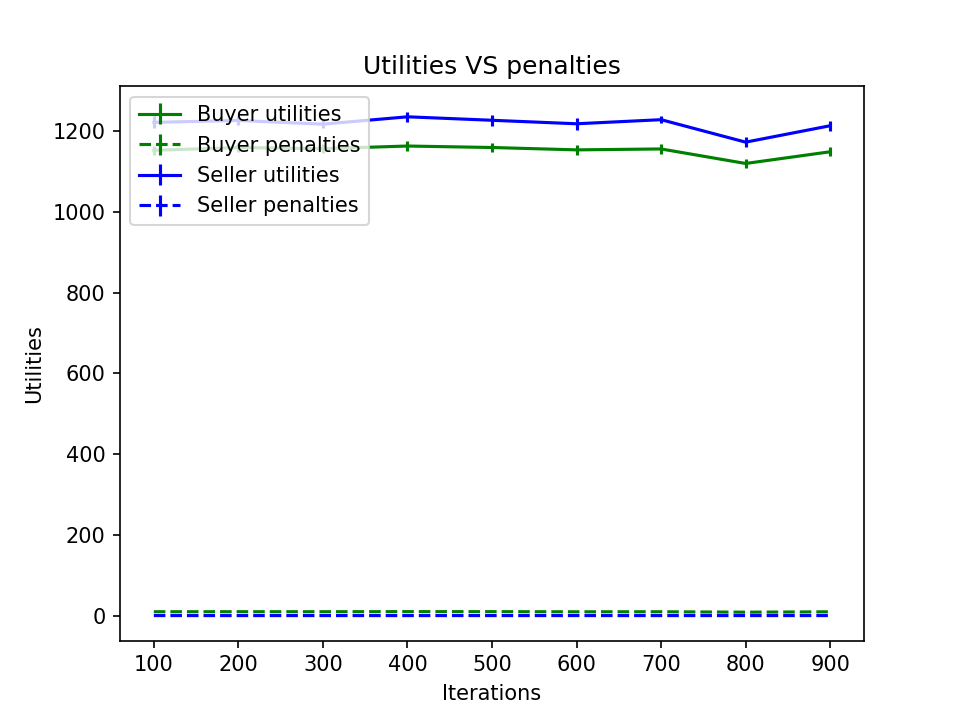 Utilities VS penalties
Buyer utilities
Buyer penalties
Seller utilities
Seller penalties
1200
1000
800
600
400
200
0
Utilities
100 200 300 400 500 600 700 800 900
Iterations